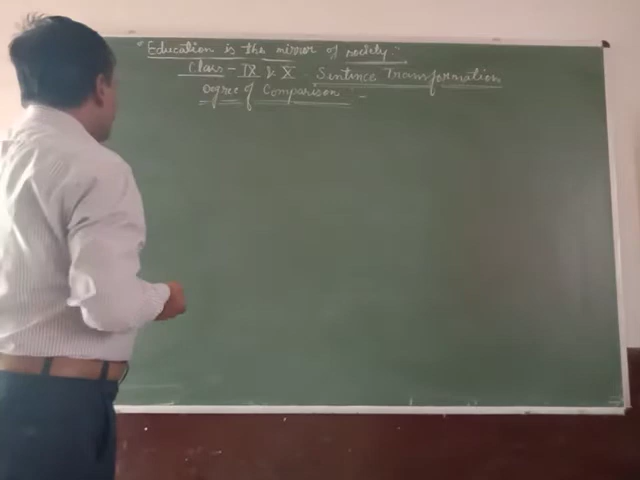 "Education is the mirror of society."
Class - IX & X Sentence Transformation
Degree of Comparison : -